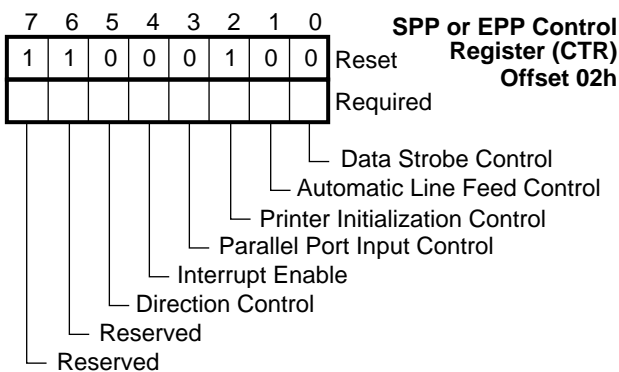 7 6 5 4 3 2 1 0
SPP or EPP Control
Register (CTR)
Offset 02h
1 1 0 0 0 1 0 0 Reset
Required
Data Strobe Control
Automatic Line Feed Control
Printer Initialization Control
Parallel Port Input Control
Interrupt Enable
Direction Control
Reserved
Reserved